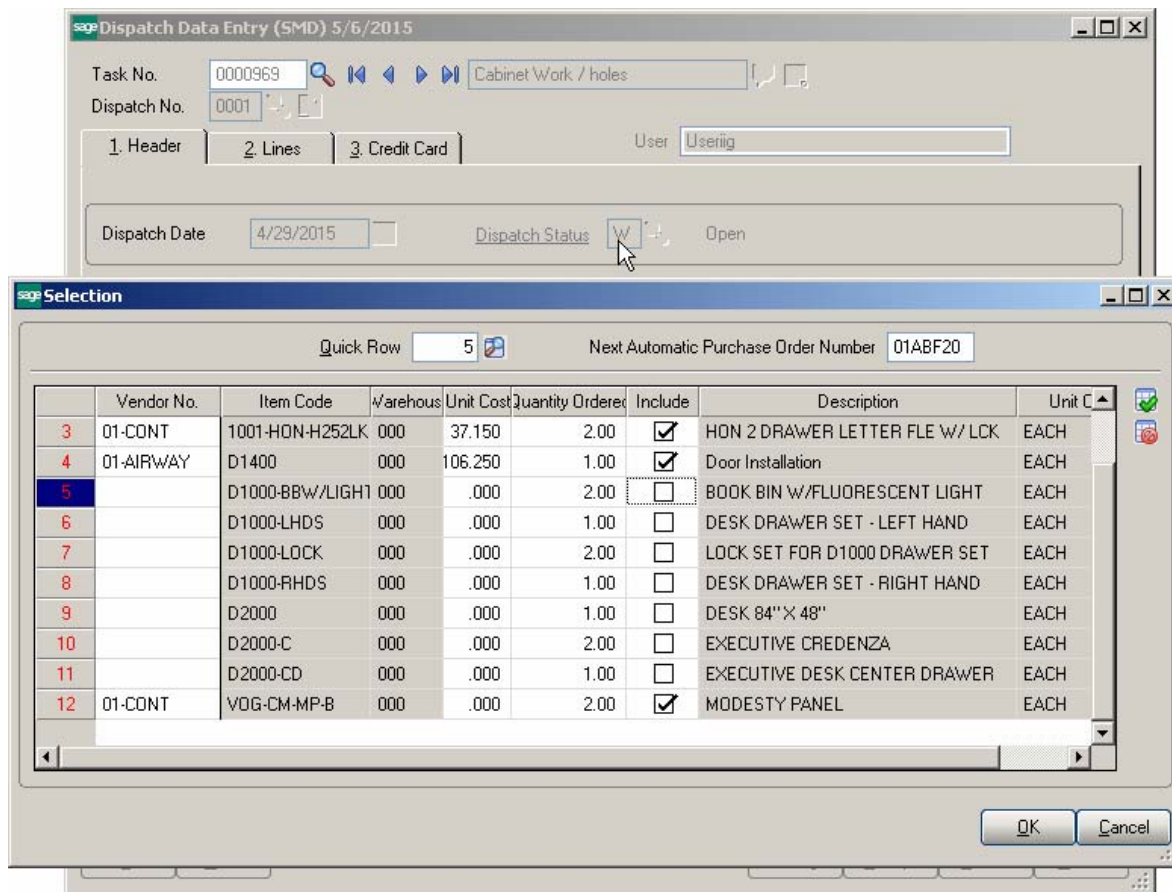 sage Dispatch Data Entry (SMD) 5/6/2015
Task No. 0000969 Cabinet Work / holes
Dispatch No. 0001
1. Header 2. Lines 3. Credit Card User Useriig
Dispatch Date 4/29/2015 Dispatch Status W Open
sage Selection
Quick Row 5 Next Automatic Purchase Order Number 01ABF20
Vendor No. Item Code Warehous Unit Cost Quantity Ordered Include Description Unit
3 01-CONT 1001-HON-H252LK 000 37.150 2.00 HON 2 DRAWER LETTER FLE W/ LCK EACH
4 01-AIRWAY D1400 000 106.250 1.00 Door Installation EACH
5 D1000-BBW/LIGHT 000 .000 2.00 BOOK BIN W/FLUORESCENT LIGHT EACH
6 D1000-LHDS 000 .000 1.00 DESK DRAWER SET - LEFT HAND EACH
7 D1000-LOCK 000 .000 2.00 LOCK SET FOR D1000 DRAWER SET EACH
8 D1000-RHDS 000 .000 1.00 DESK DRAWER SET - RIGHT HAND EACH
9 D2000 000 .000 1.00 DESK 84" X 48" EACH
10 D2000-C 000 .000 2.00 EXECUTIVE CREDENZA EACH
11 D2000-CD 000 .000 1.00 EXECUTIVE DESK CENTER DRAWER EACH
12 01-CONT VOG-CM-MP-B 000 .000 2.00 MODESTY PANEL EACH
OK Cancel